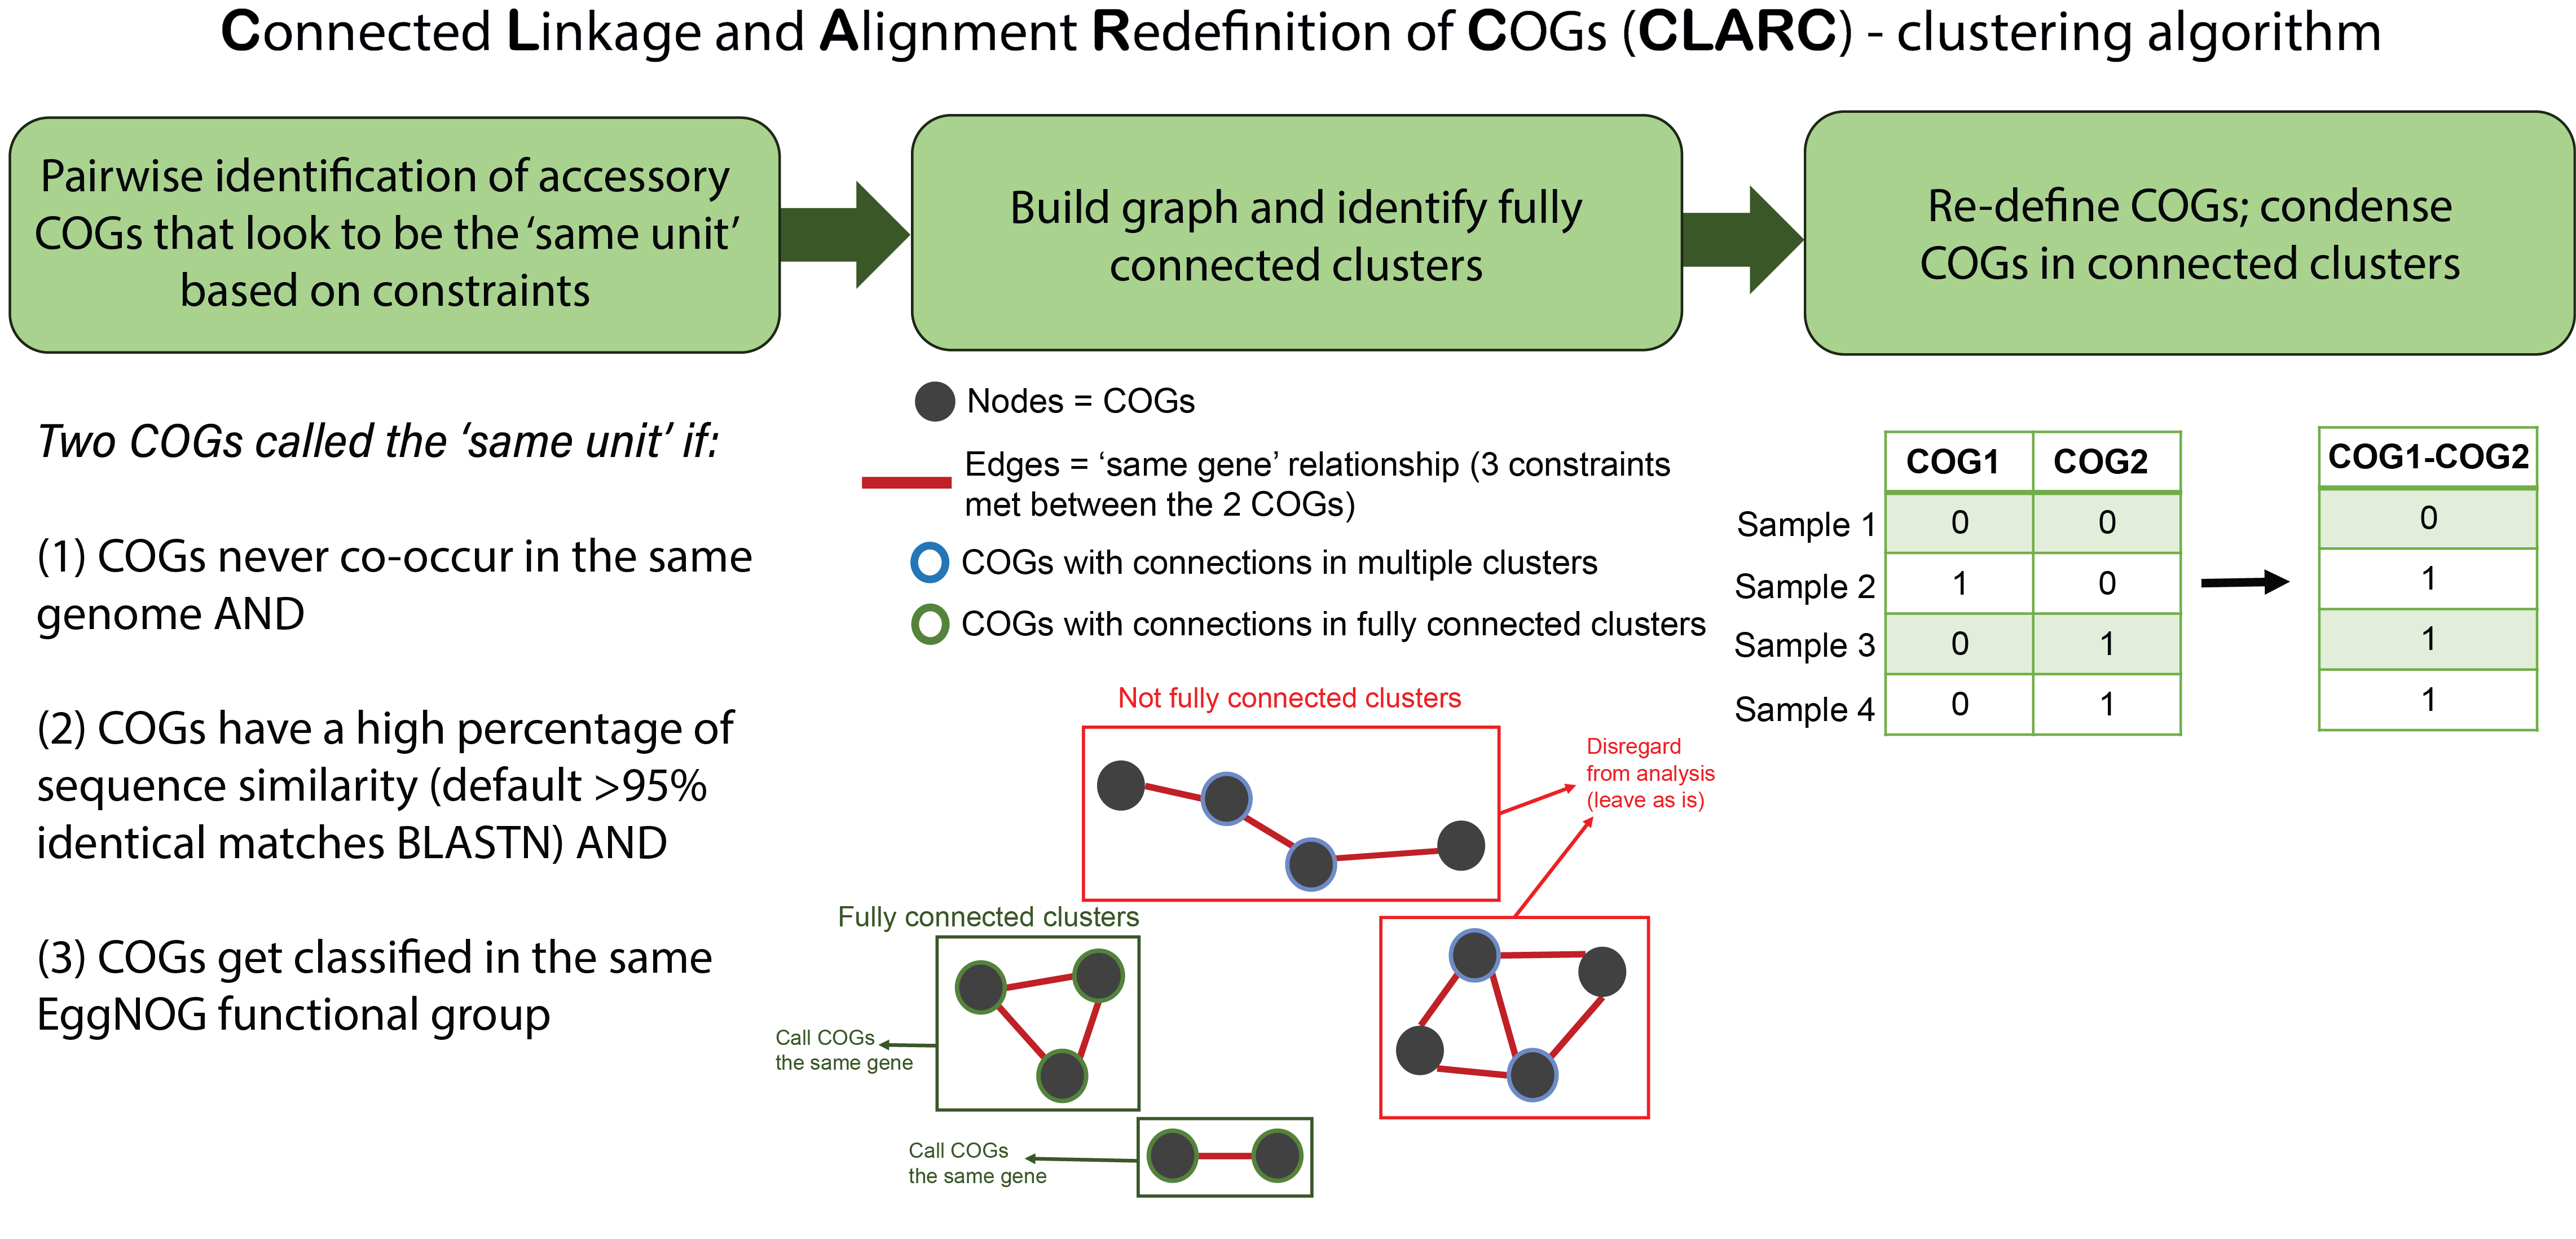 Connected Linkage and Alignment Redefinition of COGs (CLARC) - clustering algorithm
Pairwise identification of accessory
COGs that look to be the ‘same unit’
based on constraints
Build graph and identify fully
connected clusters
Re-define COGs; condense
COGs in connected clusters
Two COGs called the ‘same unit’ if:
(1) COGs never co-occur in the same
genome AND
(2) COGs have a high percentage of
sequence similarity (default >95%
identical matches BLASTN) AND
(3) COGs get classified in the same
EggNOG functional group
Nodes = COGs
Edges = ‘same gene’ relationship (3 constraints
met between the 2 COGs)
COGs with connections in multiple clusters
COGs with connections in fully connected clusters
Not fully connected clusters
Disregard
from analysis
(leave as is)
Fully connected clusters
Call COGs
the same gene
Call COGs
the same gene
COG1 COG2
Sample 1 0 0
Sample 2 1 0
Sample 3 0 1
Sample 4 0 1
COG1-COG2
0
1
1
1